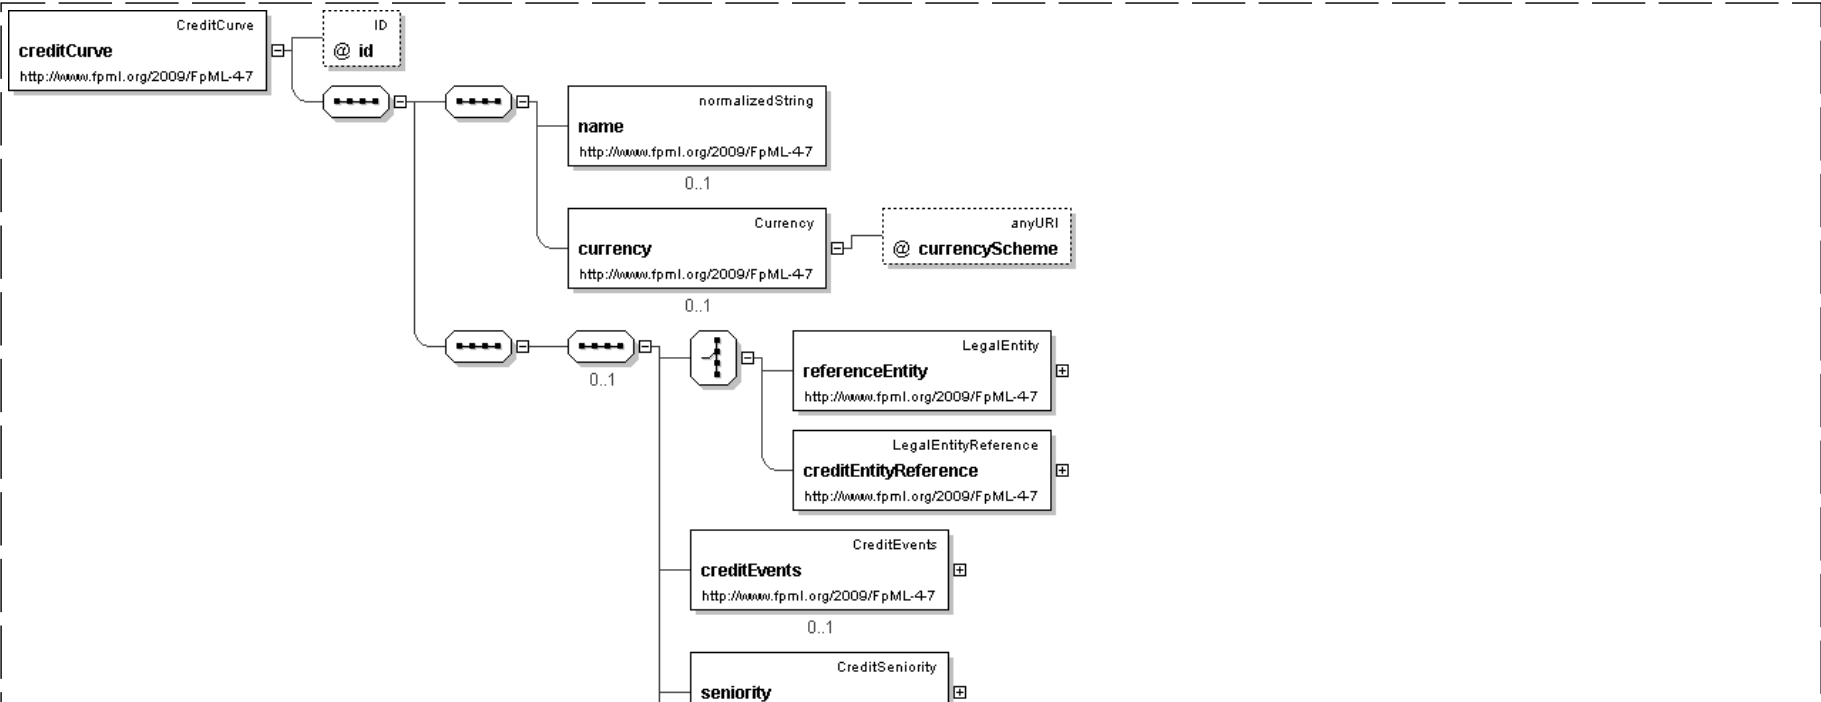 CreditCurve
creditCurve
http://www.fpml.org/2009/FpML-4-7
ID
@ id
normalizedString
name
http://www.fpml.org/2009/FpML-4-7
0..1
Currency
currency
http://www.fpml.org/2009/FpML-4-7
0..1
anyURI
@ currencyScheme
0..1
LegalEntity
referenceEntity
http://www.fpml.org/2009/FpML-4-7
LegalEntityReference
creditEntityReference
http://www.fpml.org/2009/FpML-4-7
CreditEvents
creditEvents
http://www.fpml.org/2009/FpML-4-7
0..1
CreditSeniority
seniority